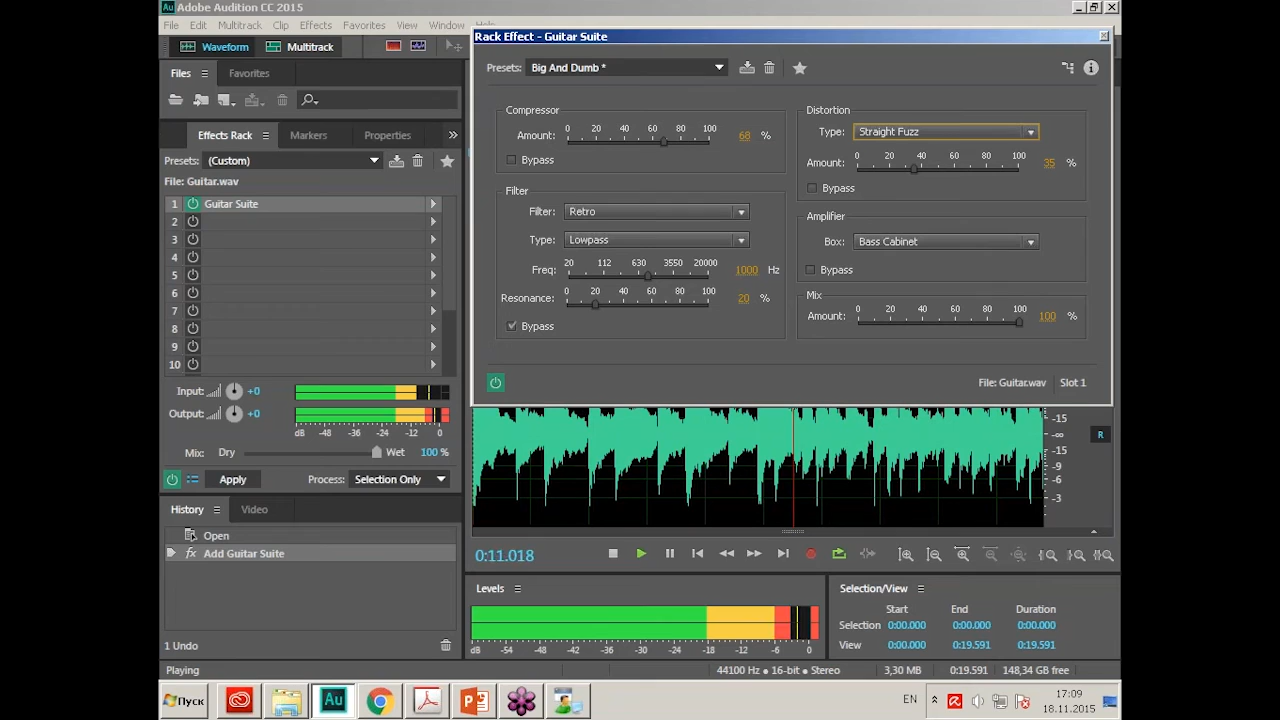 Adobe Audition CC 2015
File Edit Multitrack Clip Effects Favorites View Window Help
Waveform Multitrack
Files Favorites
Effects Rack Markers Properties »
Presets: (Custom)
File: Guitar.wav
1 Guitar Suite
2
3
4
5
6
7
8
9
10
Input: +0
Output: +0
dB -48 -36 -24 -12 0
Mix: Dry Wet 100 %
Apply Process: Selection Only
History Video
Open
fx Add Guitar Suite
1 Undo
Playing
Rack Effect - Guitar Suite
Presets: Big And Dumb *
Compressor
0 20 40 60 80 100
Amount: 68 %
Bypass
Filter
Filter: Retro
Type: Lowpass
20 112 630 3550 20000
Freq: 1000 Hz
0 20 40 60 80 100
Resonance: 20 %
Bypass
Distortion
Type: Straight Fuzz
0 20 40 60 80 100
Amount: 35 %
Bypass
Amplifier
Box: Bass Cabinet
Bypass
Mix
0 20 40 60 80 100
Amount: 100 %
File: Guitar.wav Slot 1
-15
-∞
-15
-9
-6
-3
R
0:11.018
Levels
dB -54 -48 -42 -36 -30 -24 -18 -12 -6 0
Selection/View
Start End Duration
Selection 0:00.000 0:00.000 0:00.000
View 0:00.000 0:19.591 0:19.591
44100 Hz • 16-bit • Stereo 3,30 MB 0:19.591 148,34 GB free
Пуск Au EN 17:09
18.11.2015